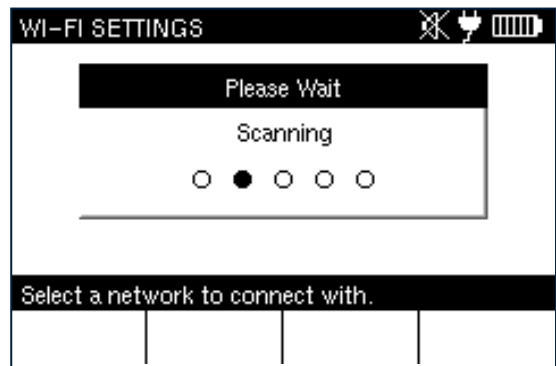 WI-FI SETTINGS
Please Wait
Scanning
Select a network to connect with.